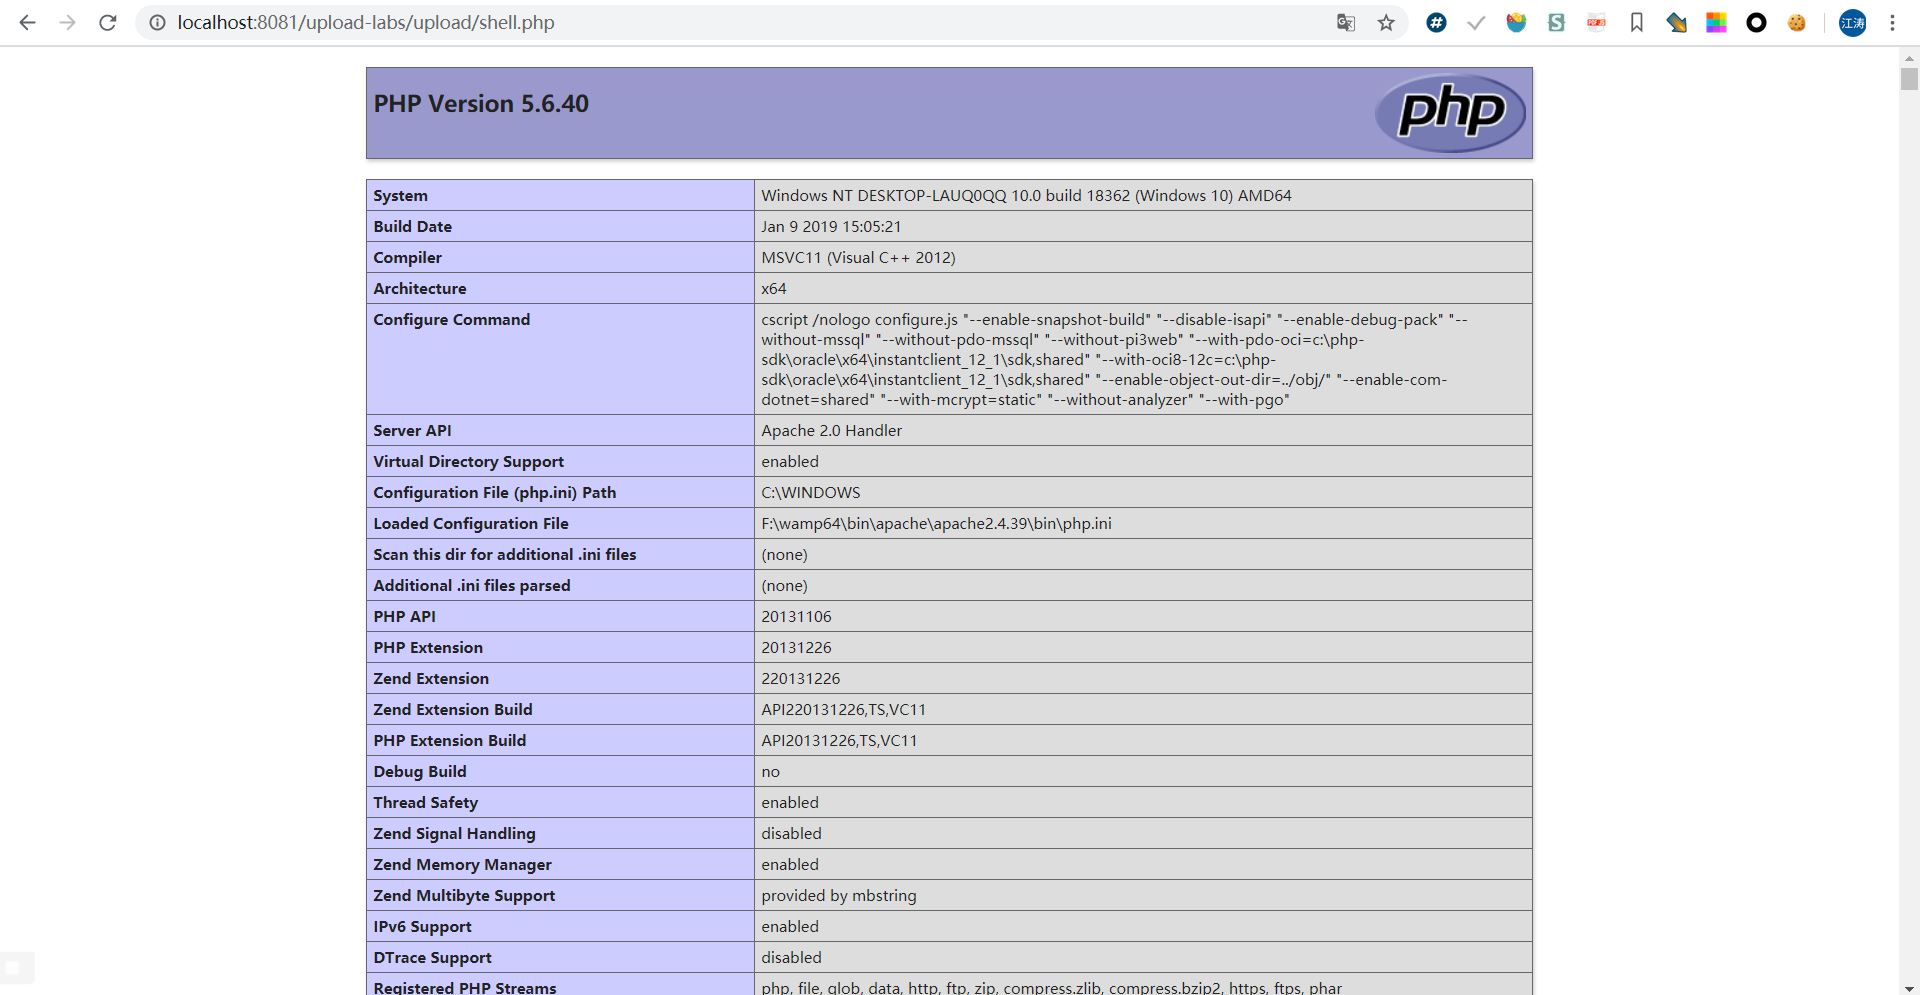 localhost:8081/upload-labs/upload/shell.php
江涛
PHP Version 5.6.40
php
System Windows NT DESKTOP-LAUQ0QQ 10.0 build 18362 (Windows 10) AMD64
Build Date Jan 9 2019 15:05:21
Compiler MSVC11 (Visual C++ 2012)
Architecture x64
Configure Command cscript /nologo configure.js "--enable-snapshot-build" "--disable-isapi" "--enable-debug-pack" "--
without-mssql" "--without-pdo-mssql" "--without-pi3web" "--with-pdo-oci=c:\php-
sdk\oracle\x64\instantclient_12_1\sdk,shared" "--with-oci8-12c=c:\php-
sdk\oracle\x64\instantclient_12_1\sdk,shared" "--enable-object-out-dir=../obj/" "--enable-com-
dotnet=shared" "--with-mcrypt=static" "--without-analyzer" "--with-pgo"
Server API Apache 2.0 Handler
Virtual Directory Support enabled
Configuration File (php.ini) Path C:\WINDOWS
Loaded Configuration File F:\wamp64\bin\apache\apache2.4.39\bin\php.ini
Scan this dir for additional .ini files (none)
Additional .ini files parsed (none)
PHP API 20131106
PHP Extension 20131226
Zend Extension 220131226
Zend Extension Build API220131226,TS,VC11
PHP Extension Build API20131226,TS,VC11
Debug Build no
Thread Safety enabled
Zend Signal Handling disabled
Zend Memory Manager enabled
Zend Multibyte Support provided by mbstring
IPv6 Support enabled
DTrace Support disabled
Registered PHP Streams php, file, glob, data, http, ftp, zip, compress.zlib, compress.bzip2, https, ftps, phar